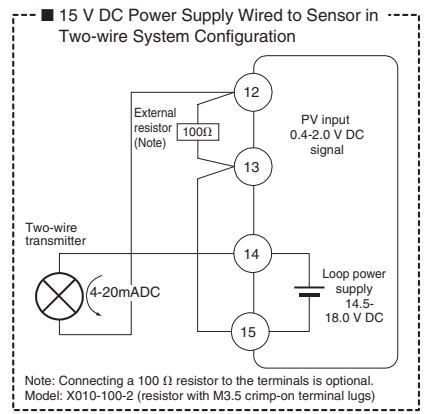 ■ 15 V DC Power Supply Wired to Sensor in
Two-wire System Configuration
12
External
resistor
(Note)
100Ω
PV input
0.4-2.0 V DC
signal
13
Two-wire
transmitter
14
4-20mADC
Loop power
supply
14.5-
18.0 V DC
15
Note: Connecting a 100 Ω resistor to the terminals is optional.
Model: X010-100-2 (resistor with M3.5 crimp-on terminal lugs)